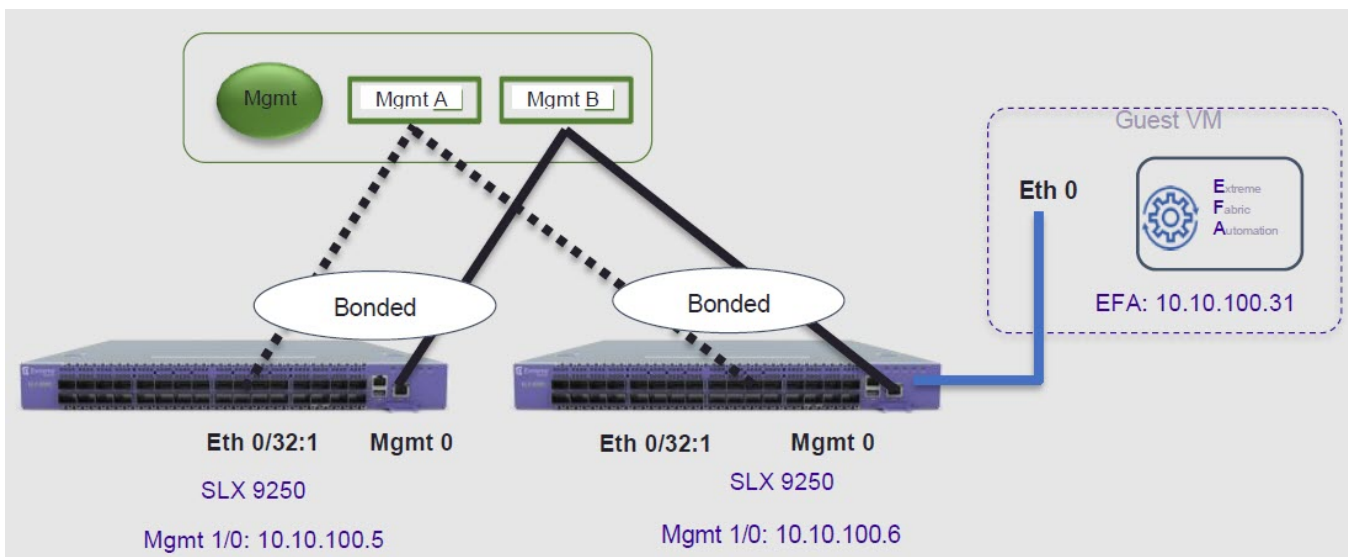 Mgmt
Mgmt A
Mgmt B
Guest VM
Eth 0
Extreme
Fabric
Automation
EFA: 10.10.100.31
Bonded
Bonded
Eth 0/32:1
Mgmt 0
Eth 0/32:1
Mgmt 0
SLX 9250
SLX 9250
Mgmt 1/0: 10.10.100.5
Mgmt 1/0: 10.10.100.6